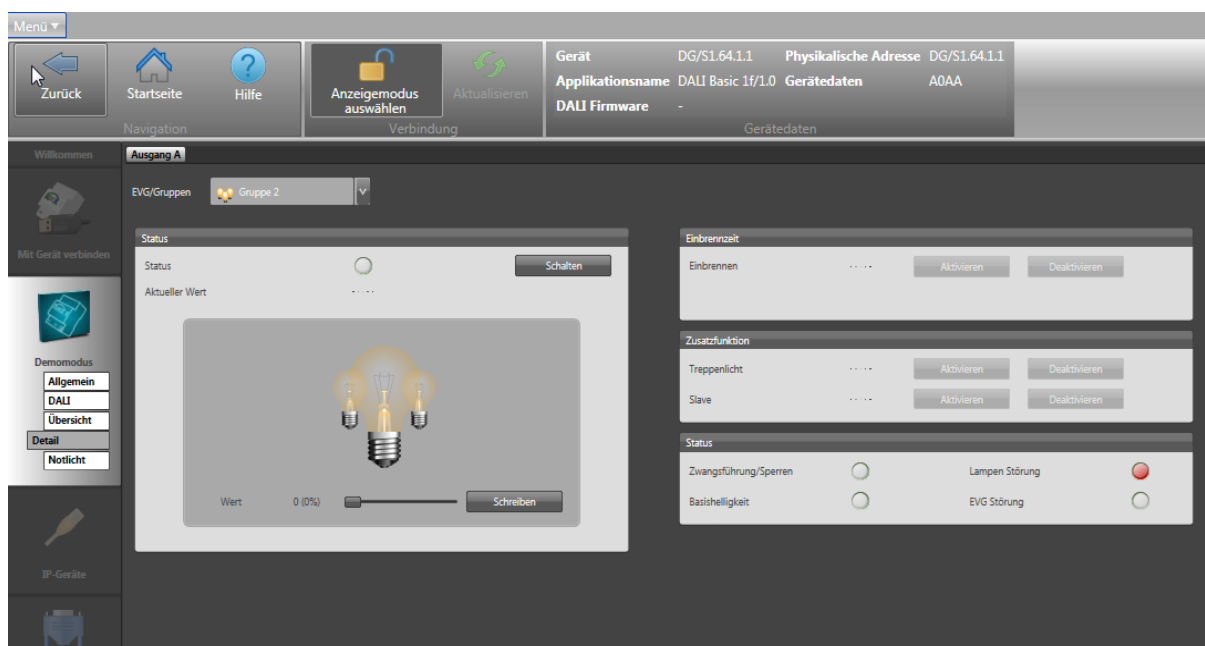 Menü
Zurück
Startseite
Hilfe
Navigation
Anzeigemodus auswählen
Aktualisieren
Verbindung
Gerät DG/S1.64.1.1 Physikalische Adresse DG/S1.64.1.1
Applikationsname DALI Basic 1f/1.0 Gerätedaten A0AA
DALI Firmware -
Gerätedaten
Willkommen
Mit Gerät verbinden
Demomodus
Allgemein
DALI
Übersicht
Detail
Notlicht
IP-Geräte
Ausgang A
EVG/Gruppen Gruppe 2
Status
Status Schalten
Aktueller Wert -----
Wert 0 (0%) Schreiben
Einbrennzeit
Einbrennen ----- Aktivieren Deaktivieren
Zusatzfunktion
Treppenlicht ----- Aktivieren Deaktivieren
Slave ----- Aktivieren Deaktivieren
Status
Zwangsführung/Sperren Lampen Störung
Basishelligkeit EVG Störung